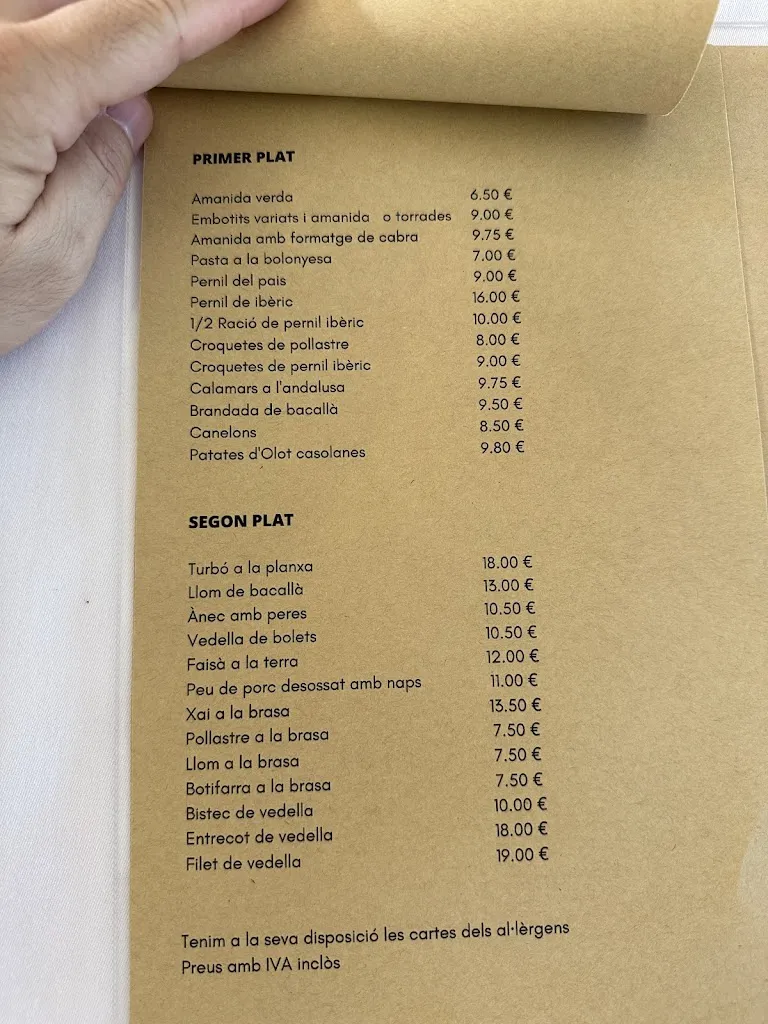 PRIMER PLAT
Amanida verda 6.50 €
Embotits variats i amanida o torrades 9.00 €
Amanida amb formatge de cabra 9.75 €
Pasta a la bolonyesa 7.00 €
Pernil del pais 9.00 €
Pernil de ibèric 16.00 €
1/2 Ració de pernil ibèric 10.00 €
Croquetes de pollastre 8.00 €
Croquetes de pernil ibèric 9.00 €
Calamars a l'andalusa 9.75 €
Brandada de bacallà 9.50 €
Canelons 8.50 €
Patates d'Olot casolanes 9.80 €
SEGON PLAT
Turbó a la planxa 18.00 €
Llom de bacallà 13.00 €
Ànec amb peres 10.50 €
Vedella de bolets 10.50 €
Faisà a la terra 12.00 €
Peu de porc desossat amb naps 11.00 €
Xai a la brasa 13.50 €
Pollastre a la brasa 7.50 €
Llom a la brasa 7.50 €
Botifarra a la brasa 7.50 €
Bistec de vedella 10.00 €
Entrecot de vedella 18.00 €
Filet de vedella 19.00 €
Tenim a la seva disposició les cartes dels al·lèrgens
Preus amb IVA inclòs